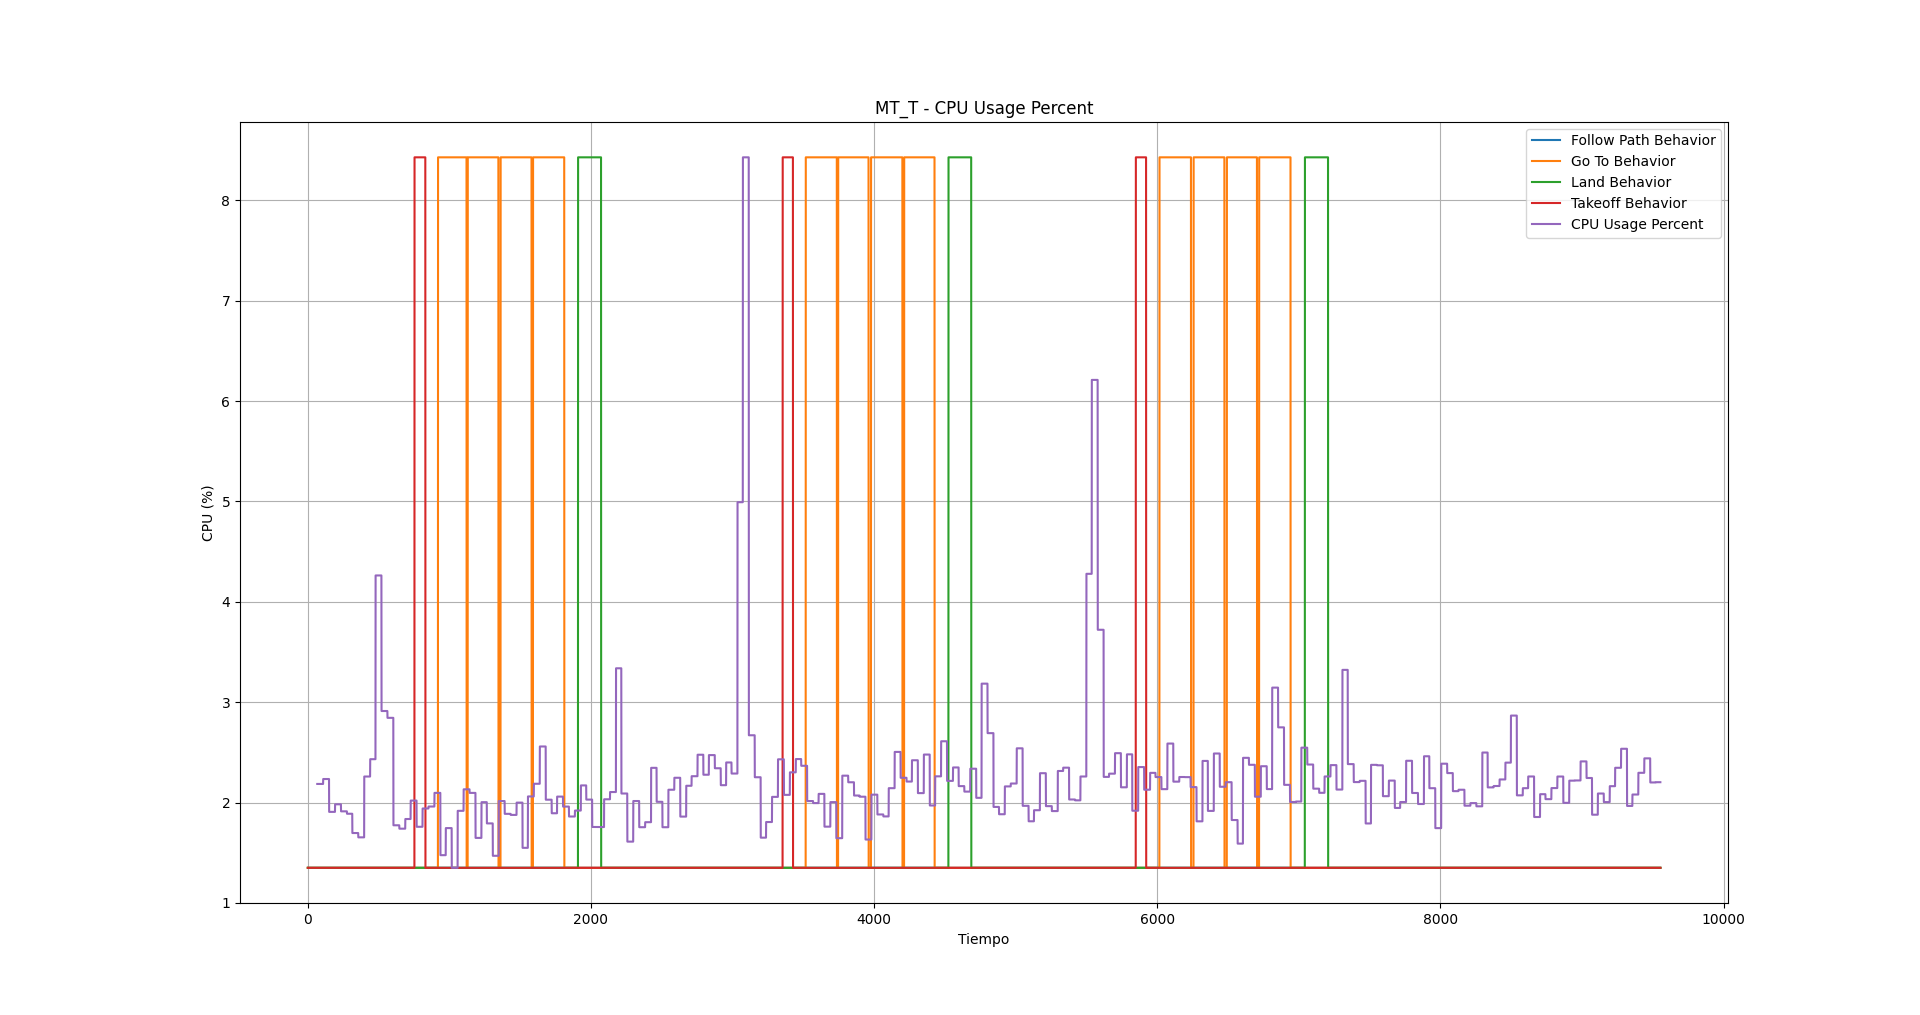 MT_T - CPU Usage Percent
Follow Path Behavior
Go To Behavior
Land Behavior
Takeoff Behavior
CPU Usage Percent
8
7
6
5
4
3
2
1
CPU (%)
0 2000 4000 6000 8000 10000
Tiempo